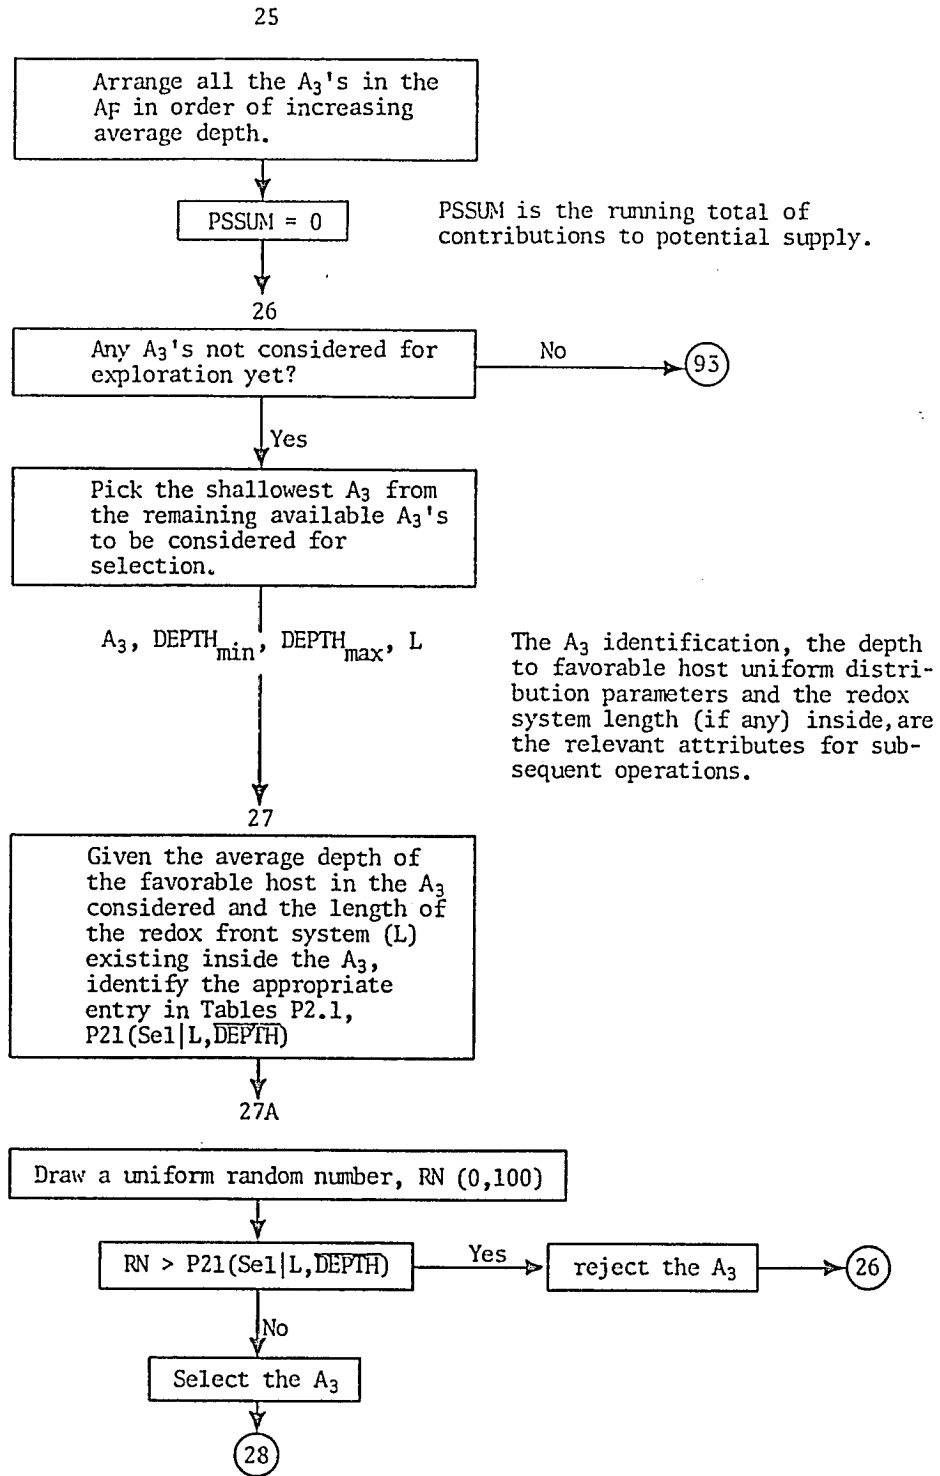 25
Arrange all the A3's in the
AF in order of increasing
average depth.
PSSUM = 0
PSSUM is the running total of
contributions to potential supply.
26
Any A3's not considered for
exploration yet?
No
93
Yes
Pick the shallowest A3 from
the remaining available A3's
to be considered for
selection.
A3, DEPTHmin, DEPTHmax, L
The A3 identification, the depth
to favorable host uniform distri-
bution parameters and the redox
system length (if any) inside, are
the relevant attributes for sub-
sequent operations.
27
Given the average depth of
the favorable host in the A3
considered and the length of
the redox front system (L)
existing inside the A3,
identify the appropriate
entry in Tables P2.1,
P21(Sel|L,D̅E̅P̅T̅H̅)
27A
Draw a uniform random number, RN (0,100)
RN > P21(Sel|L,D̅E̅P̅T̅H̅)
Yes
reject the A3
26
No
Select the A3
28